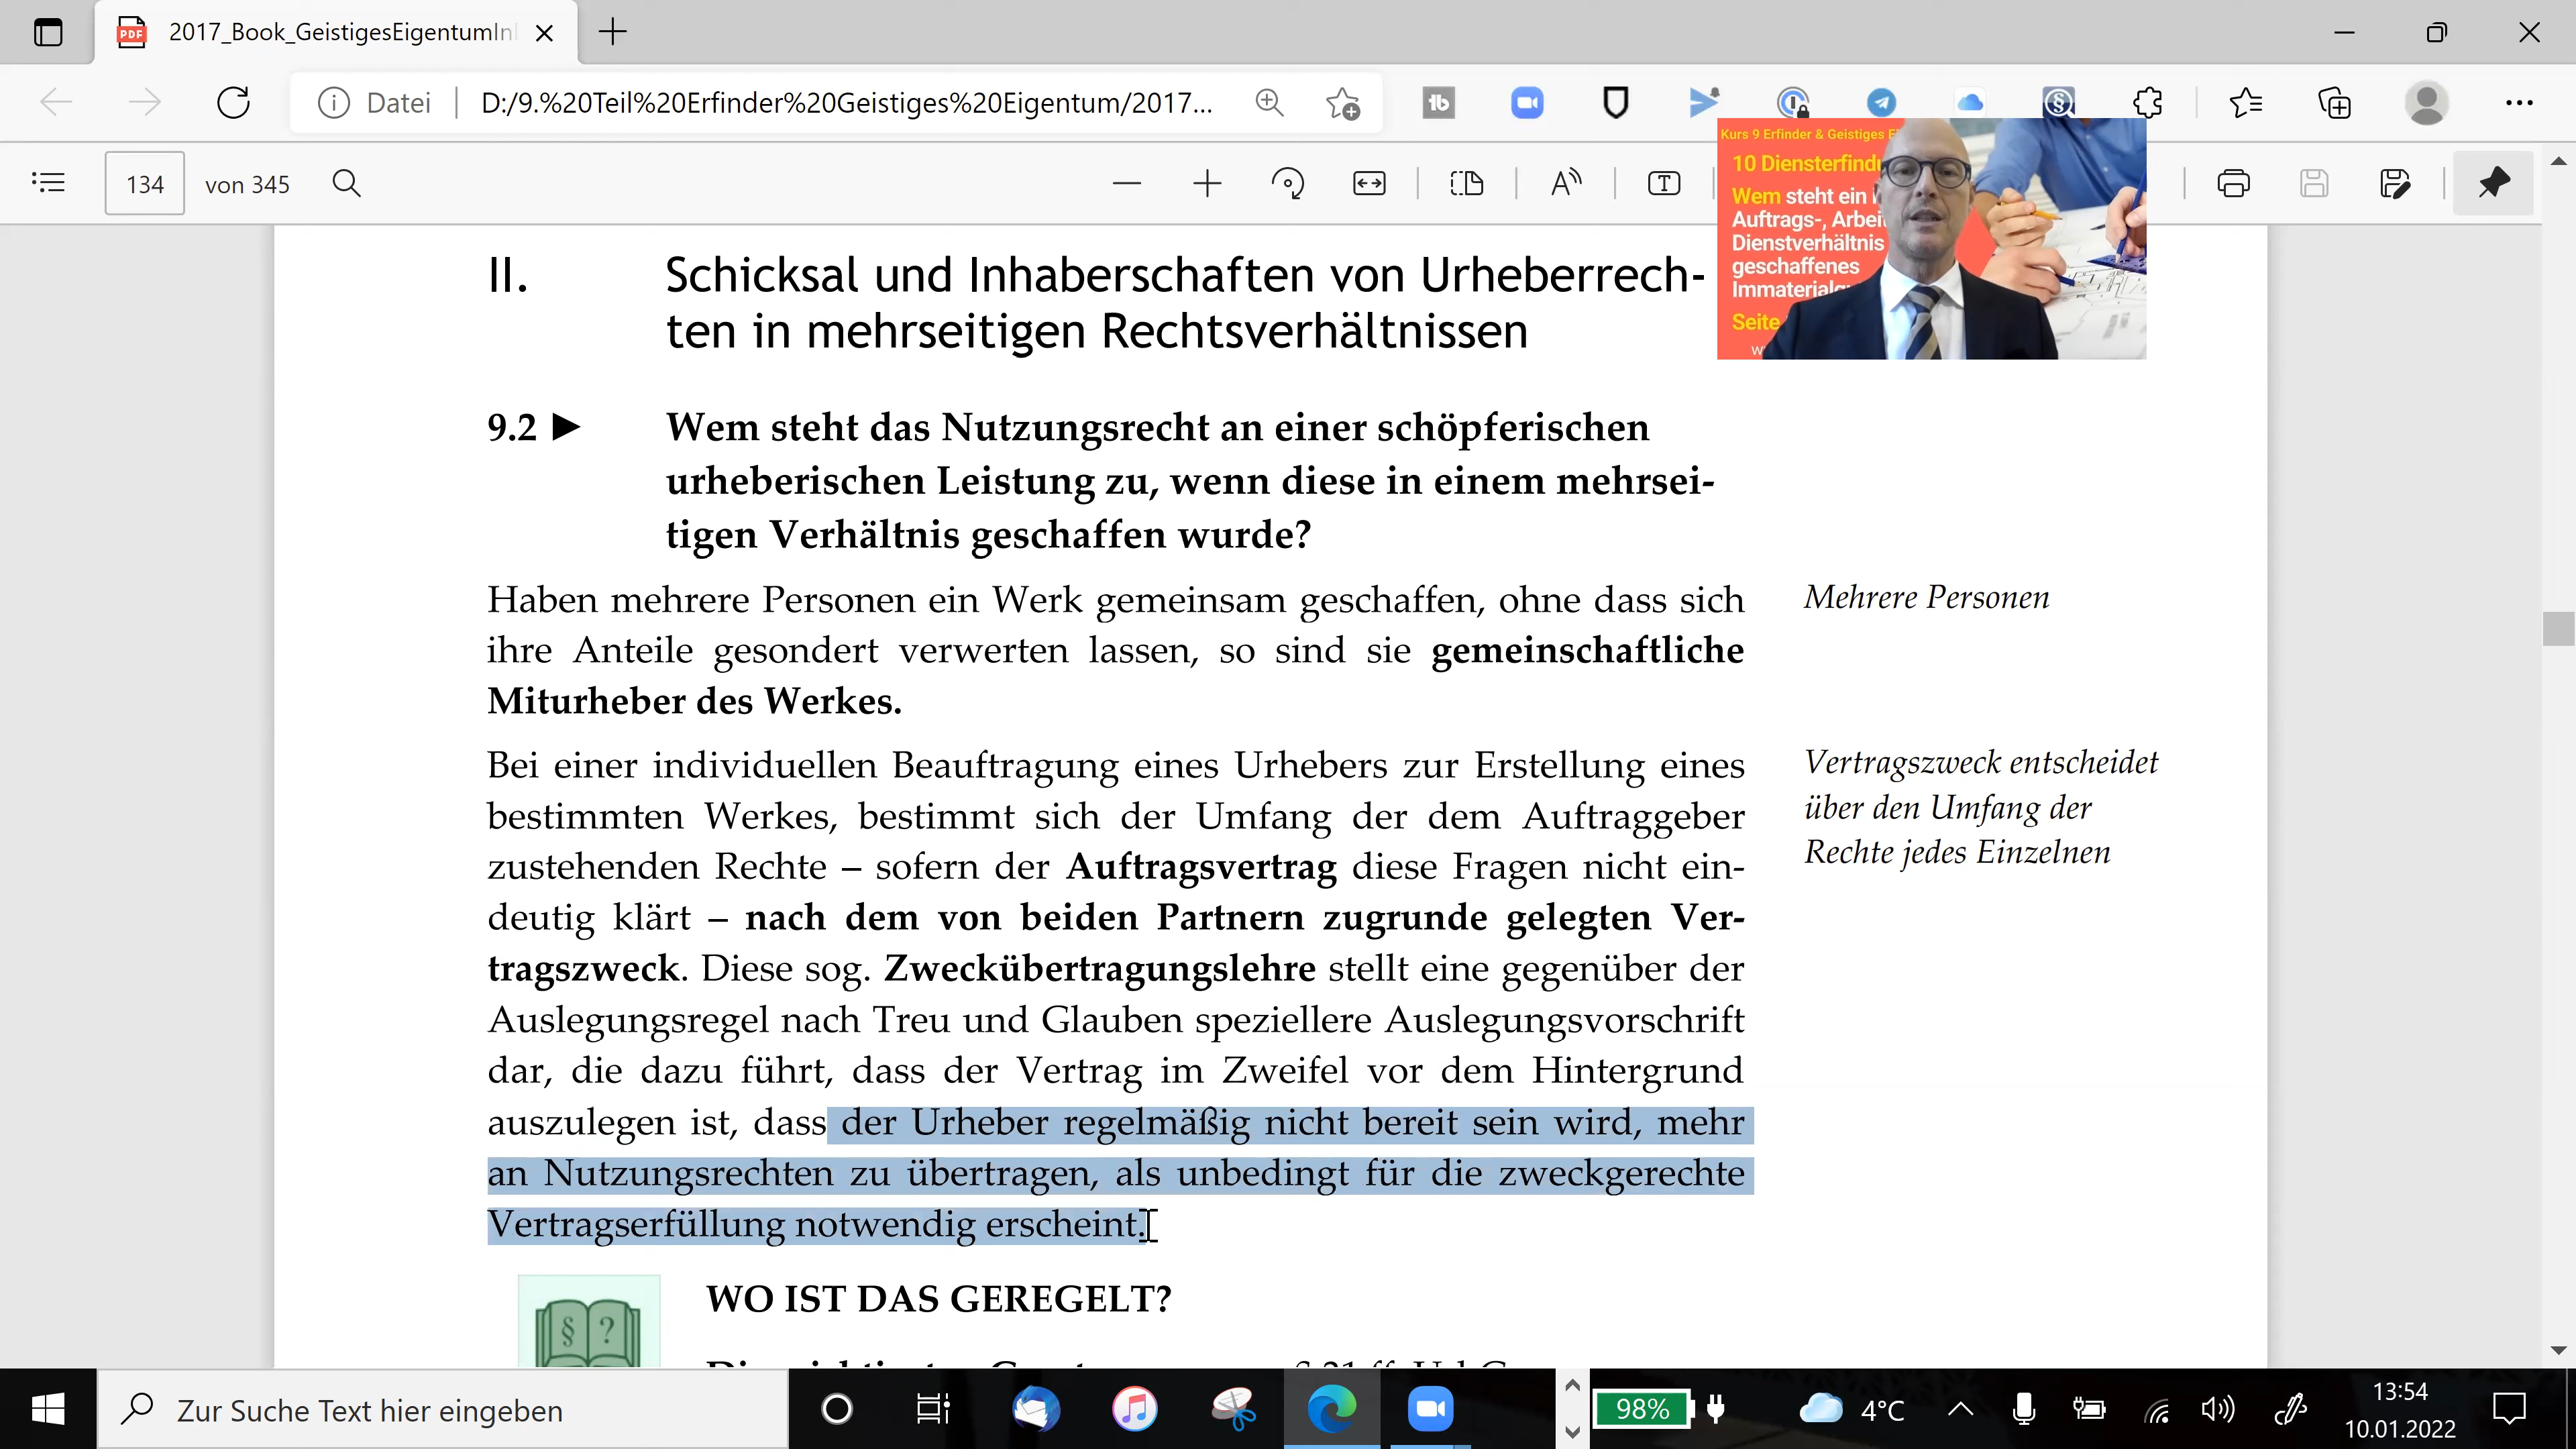 2017_Book_GeistigesEigentumIn
Datei
D:/9.%20Teil%20Erfinder%20Geistiges%20Eigentum/2017...
134
von 345
Kurs 9 Erfinder & Geistiges
10
Wem steht ein
Auftrags-,
Dienstverhältnis
geschaffenes
Seite
II. Schicksal und Inhaberschaften von Urheberrech-
ten in mehrseitigen Rechtsverhältnissen
9.2 ► Wem steht das Nutzungsrecht an einer schöpferischen
urheberischen Leistung zu, wenn diese in einem mehrsei-
tigen Verhältnis geschaffen wurde?
Haben mehrere Personen ein Werk gemeinsam geschaffen, ohne dass sich
ihre Anteile gesondert verwerten lassen, so sind sie gemeinschaftliche
Miturheber des Werkes.
Mehrere Personen
Bei einer individuellen Beauftragung eines Urhebers zur Erstellung eines
bestimmten Werkes, bestimmt sich der Umfang der dem Auftraggeber
zustehenden Rechte – sofern der Auftragsvertrag diese Fragen nicht ein-
deutig klärt – nach dem von beiden Partnern zugrunde gelegten Ver-
tragszweck. Diese sog. Zweckübertragungslehre stellt eine gegenüber der
Auslegungsregel nach Treu und Glauben speziellere Auslegungsvorschrift
dar, die dazu führt, dass der Vertrag im Zweifel vor dem Hintergrund
auszulegen ist, dass der Urheber regelmäßig nicht bereit sein wird, mehr
an Nutzungsrechten zu übertragen, als unbedingt für die zweckgerechte
Vertragserfüllung notwendig erscheint.
Vertragszweck entscheidet
über den Umfang der
Rechte jedes Einzelnen
§ ?
WO IST DAS GEREGELT?
Zur Suche Text hier eingeben
98%
4°C
13:54
10.01.2022